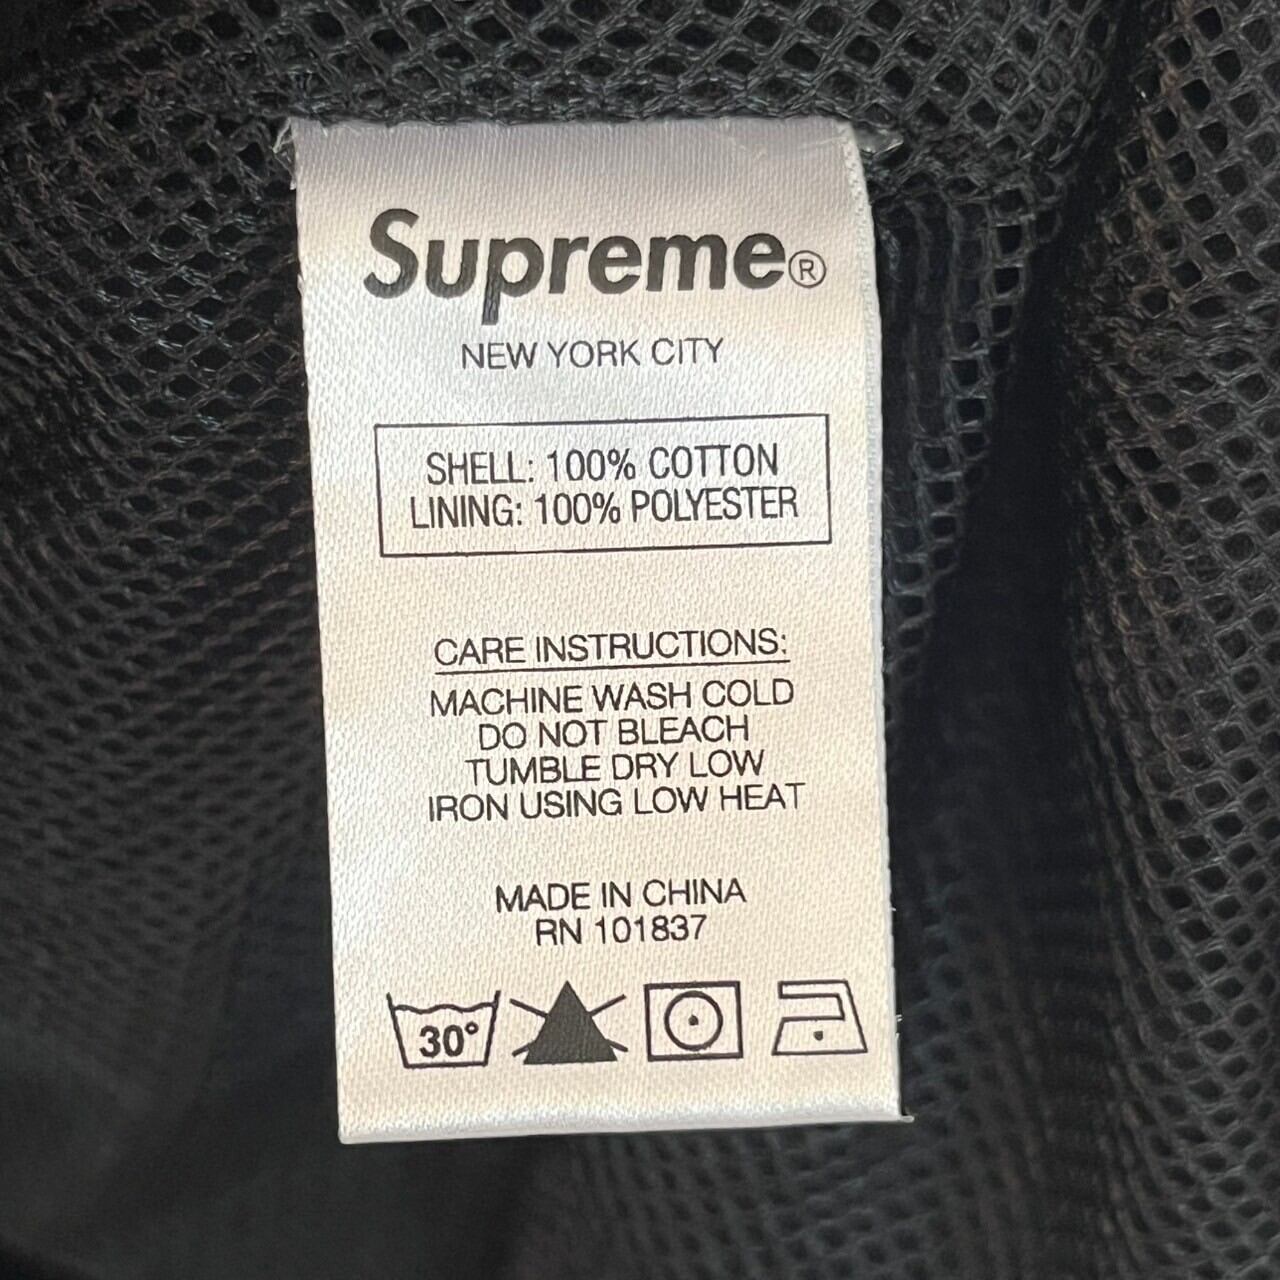 Supreme®
NEW YORK CITY
SHELL: 100% COTTON
LINING: 100% POLYESTER
CARE INSTRUCTIONS:
MACHINE WASH COLD
DO NOT BLEACH
TUMBLE DRY LOW
IRON USING LOW HEAT
MADE IN CHINA
RN 101837
30°